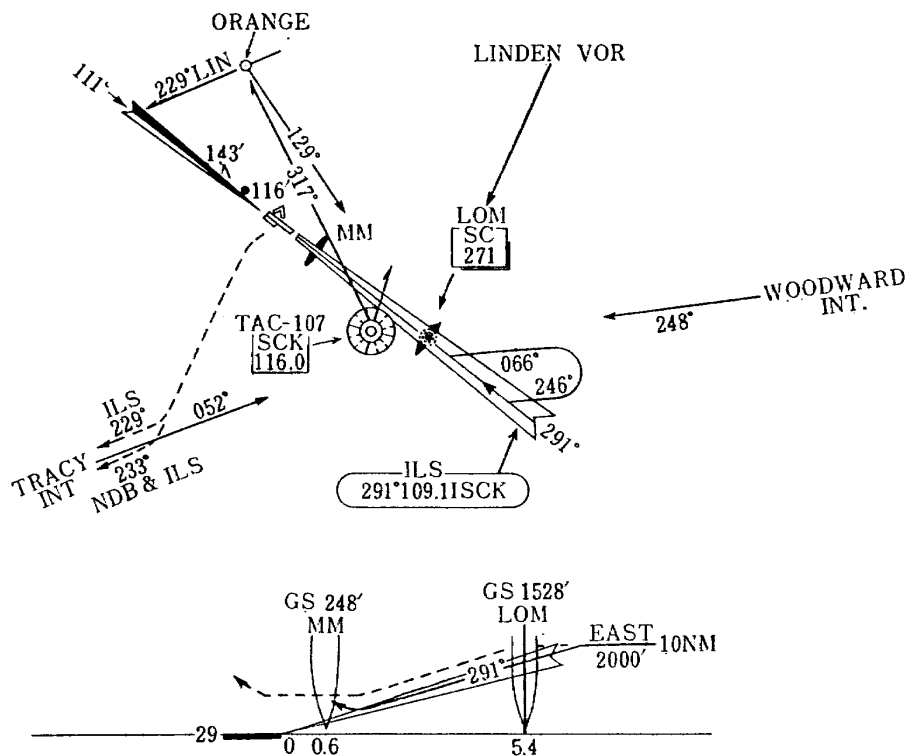 ORANGE
LINDEN VOR
111°
229° LIN
129°
317°
143'
116'
MM
LOM
SC
271
WOODWARD
INT.
248°
TAC-107
SCK
116.0
066°
246°
291°
ILS
229°
052°
TRACY
INT
233°
NDB & ILS
ILS
291° 109.1 ISCK
GS 248'
MM
GS 1528'
LOM
EAST
2000'
10NM
291°
29
0
0.6
5.4